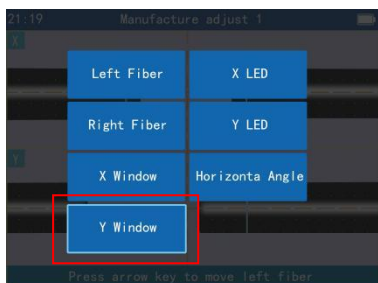 21:19 Manufacture adjust 1
X
Left Fiber X LED
Right Fiber Y LED
Y
X Window Horizonta Angle
Y Window
Press arrow key to move left fiber